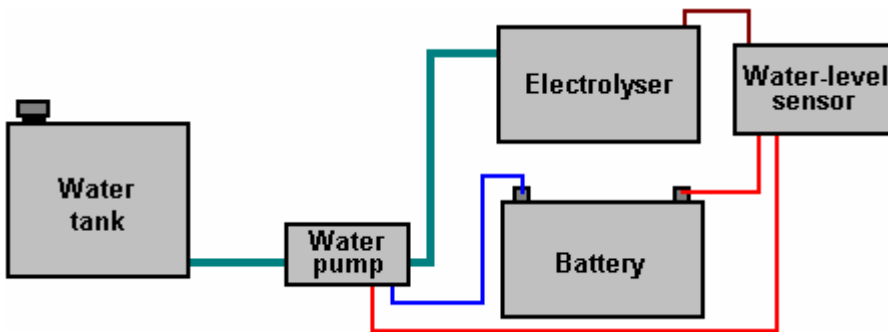 Electrolyser
Water-level
sensor
Water
tank
Water
pump
Battery